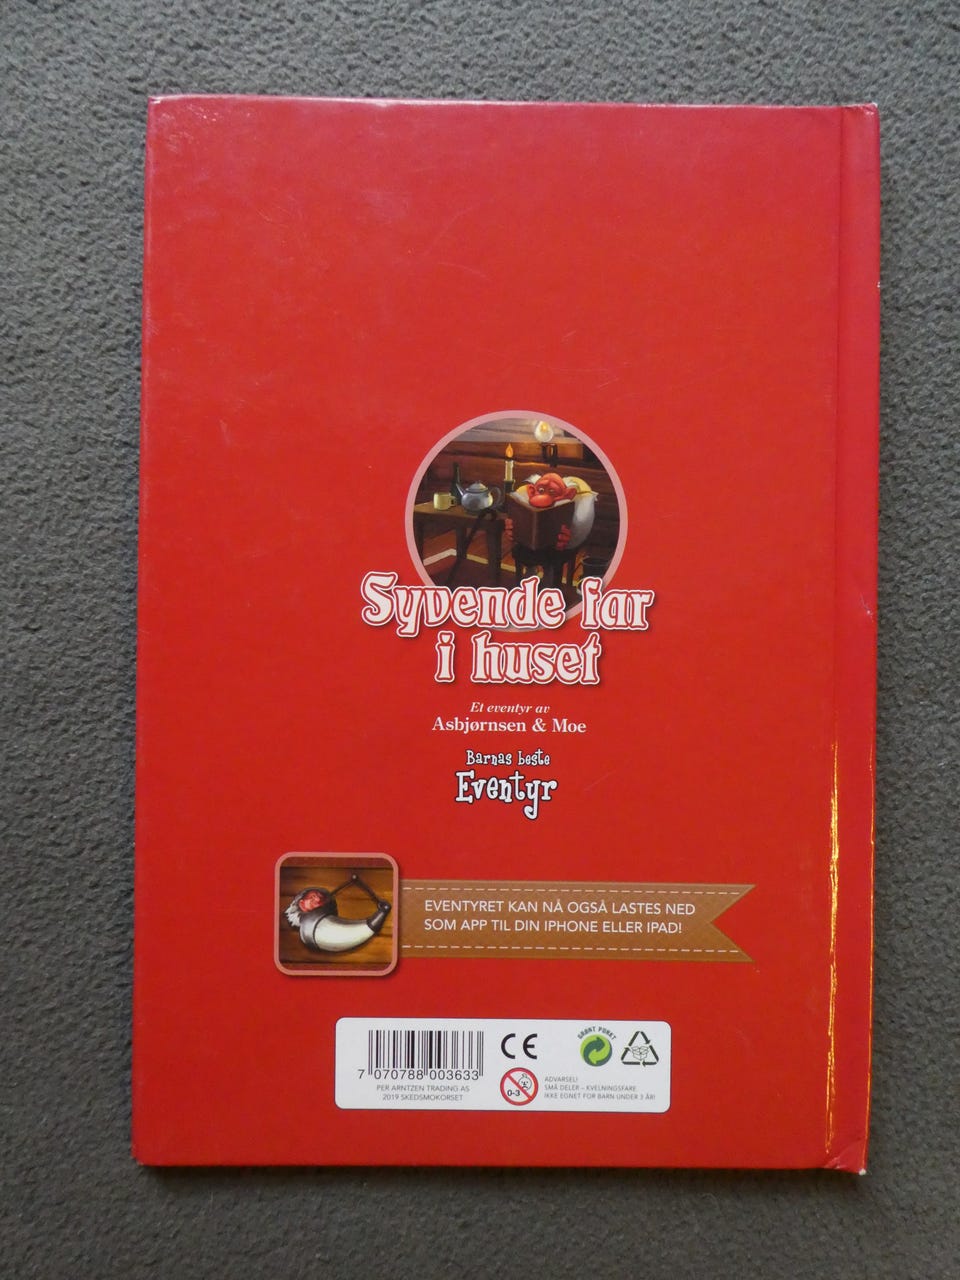 Syvende far
i huset
Et eventyr av
Asbjørnsen & Moe
Barnas beste
Eventyr
EVENTYRET KAN NÅ OGSÅ LASTES NED
SOM APP TIL DIN IPHONE ELLER IPAD!
7 070788 003633
PER ARNTZEN TRADING AS
2019 SKEDSMOKORSET
CE
GRØNT PUNKT
0-3
ADVARSEL!
SMÅ DELER – KVELNINGSFARE.
IKKE EGNET FOR BARN UNDER 3 ÅR!